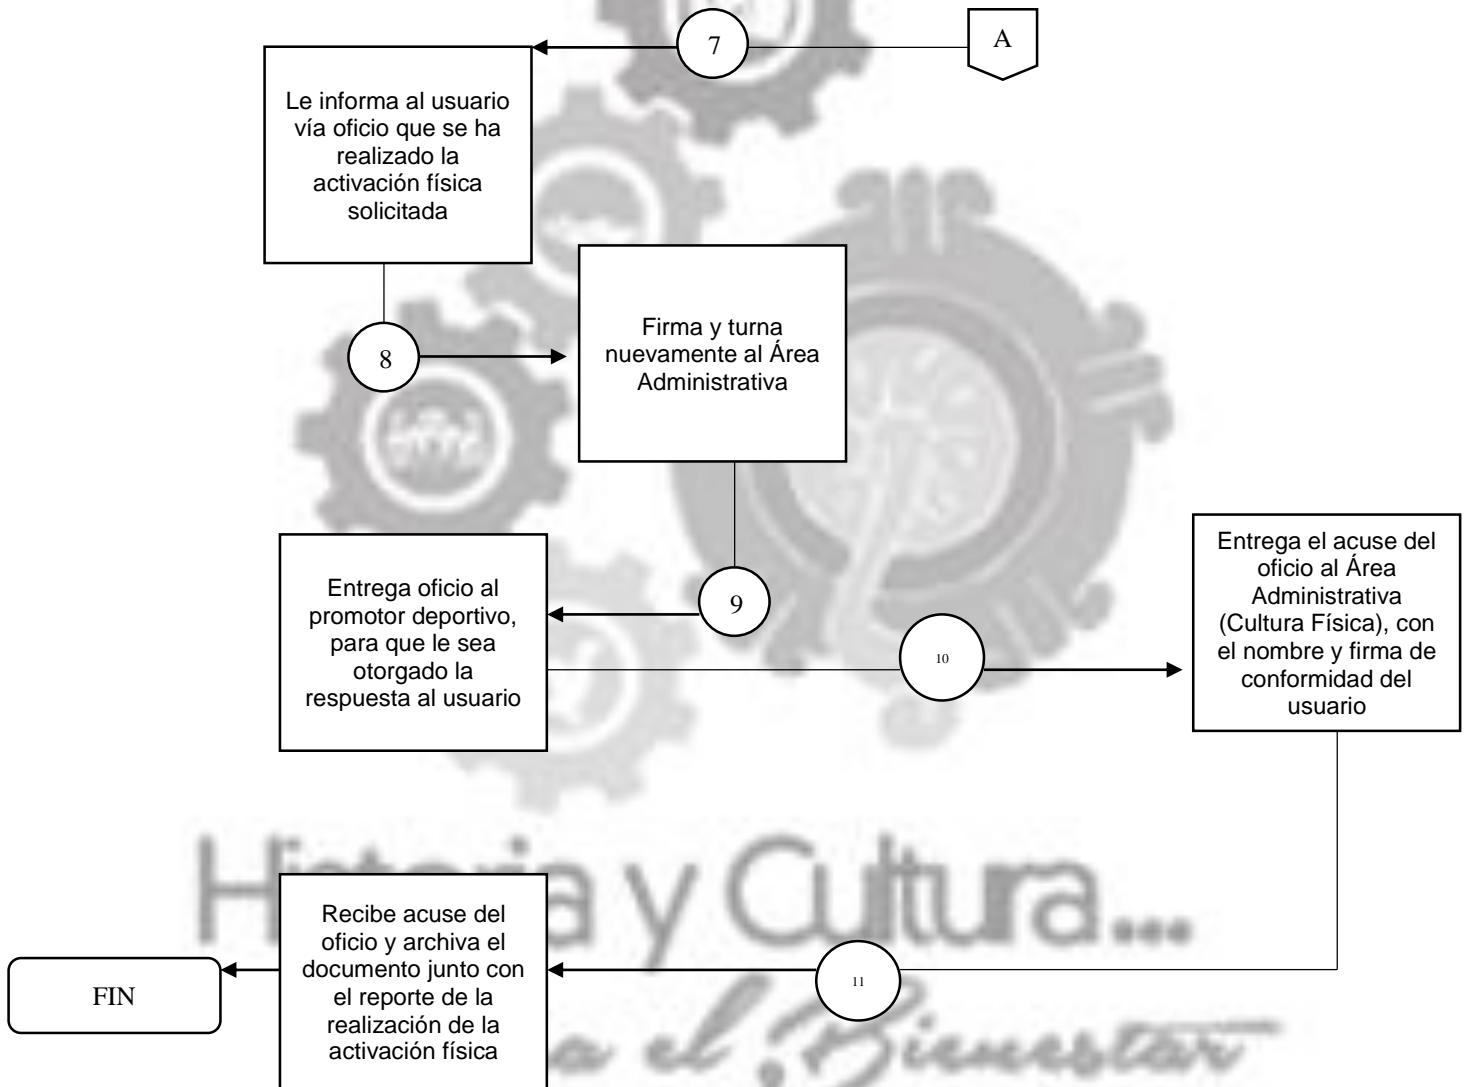 7
A
Le informa al usuario
vía oficio que se ha
realizado la
activación física
solicitada
8
Firma y turna
nuevamente al Área
Administrativa
9
Entrega oficio al
promotor deportivo,
para que le sea
otorgado la
respuesta al usuario
10
Entrega el acuse del
oficio al Área
Administrativa
(Cultura Física), con
el nombre y firma de
conformidad del
usuario
11
Recibe acuse del
oficio y archiva el
documento junto con
el reporte de la
realización de la
activación física
FIN
Historia y Cultura...
el Bienestar